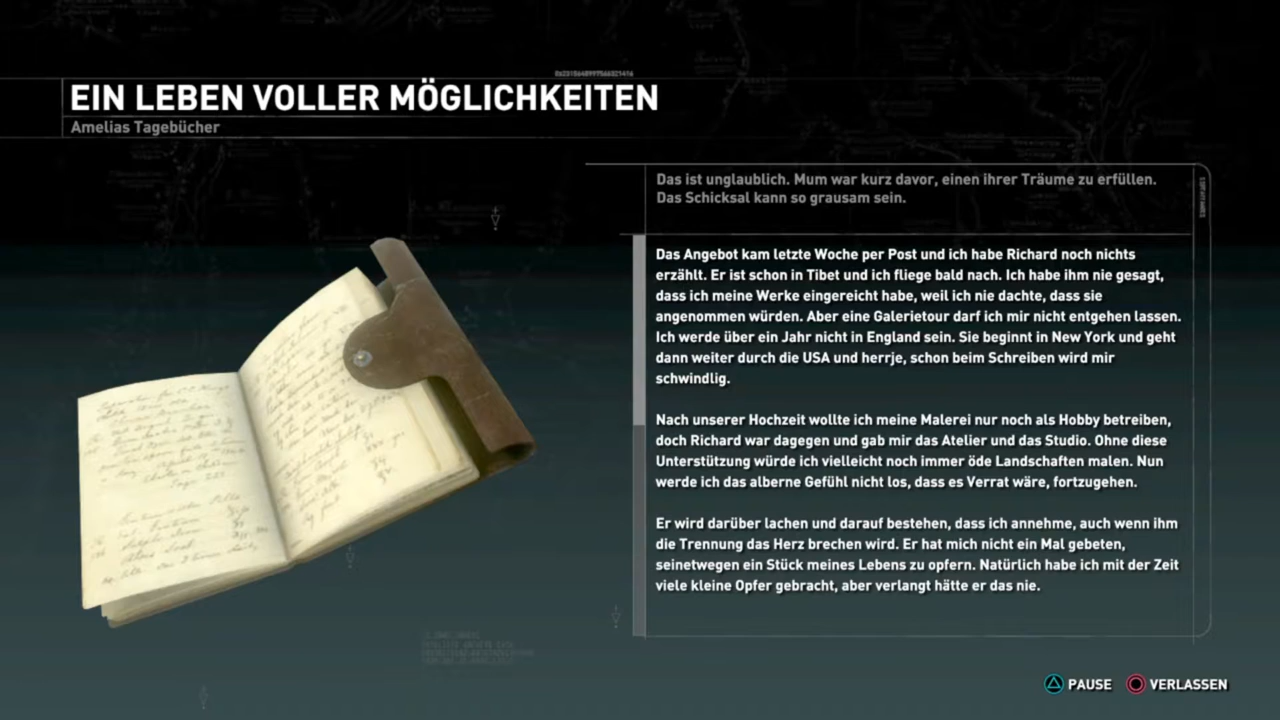 EIN LEBEN VOLLER MÖGLICHKEITEN
Amelias Tagebücher
Das ist unglaublich. Mum war kurz davor, einen ihrer Träume zu erfüllen.
Das Schicksal kann so grausam sein.
Das Angebot kam letzte Woche per Post und ich habe Richard noch nichts
erzählt. Er ist schon in Tibet und ich fliege bald nach. Ich habe ihm nie gesagt,
dass ich meine Werke eingereicht habe, weil ich nie dachte, dass sie
angenommen würden. Aber eine Galerietour darf ich mir nicht entgehen lassen.
Ich werde über ein Jahr nicht in England sein. Sie beginnt in New York und geht
dann weiter durch die USA und herrje, schon beim Schreiben wird mir
schwindlig.
Nach unserer Hochzeit wollte ich meine Malerei nur noch als Hobby betreiben,
doch Richard war dagegen und gab mir das Atelier und das Studio. Ohne diese
Unterstützung würde ich vielleicht noch immer öde Landschaften malen. Nun
werde ich das alberne Gefühl nicht los, dass es Verrat wäre, fortzugehen.
Er wird darüber lachen und darauf bestehen, dass ich annehme, auch wenn ihm
die Trennung das Herz brechen wird. Er hat mich nicht ein Mal gebeten,
seinetwegen ein Stück meines Lebens zu opfern. Natürlich habe ich mit der Zeit
viele kleine Opfer gebracht, aber verlangt hätte er das nie.
PAUSE
VERLASSEN